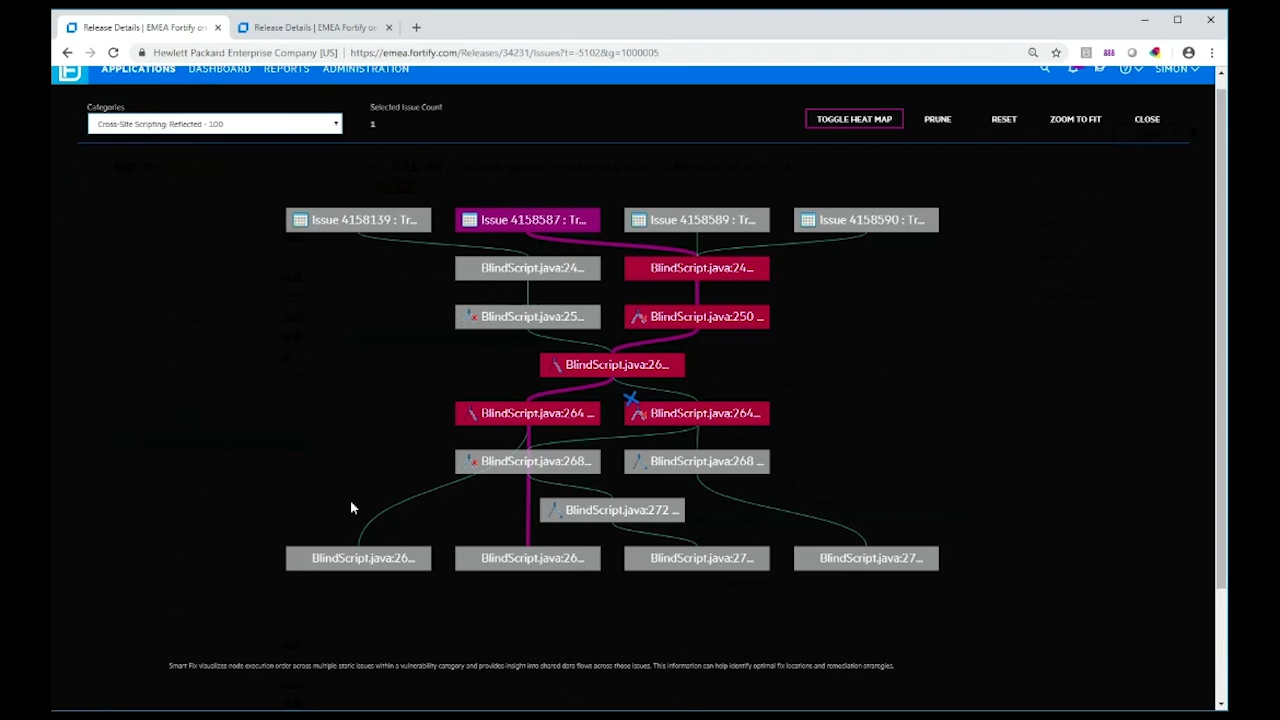 Release Details | EMEA Fortify on
Release Details | EMEA Fortify on
Hewlett Packard Enterprise Company [US] | https://emea.fortify.com/Releases/34231/Issues?t=-5102&g=1000005
APPLICATIONS DASHBOARD REPORTS ADMINISTRATION SIMON
Categories
Selected Issue Count
Cross-Site Scripting: Reflected - 100
1
TOGGLE HEAT MAP PRUNE RESET ZOOM TO FIT CLOSE
Issue 4158139 : Tr... Issue 4158587 : Tr... Issue 4158589 : Tr... Issue 4158590 : Tr...
BlindScript.java:24... BlindScript.java:24...
BlindScript.java:25... BlindScript.java:250 ...
BlindScript.java:26...
BlindScript.java:264 ... BlindScript.java:264...
BlindScript.java:268... BlindScript.java:268 ...
BlindScript.java:272 ...
BlindScript.java:26... BlindScript.java:26... BlindScript.java:27... BlindScript.java:27...
Smart Fix visualizes node execution order across multiple static issues within a vulnerability category and provides insight into shared data flows across those issues. This information can help identify optimal fix locations and remediation strategies.